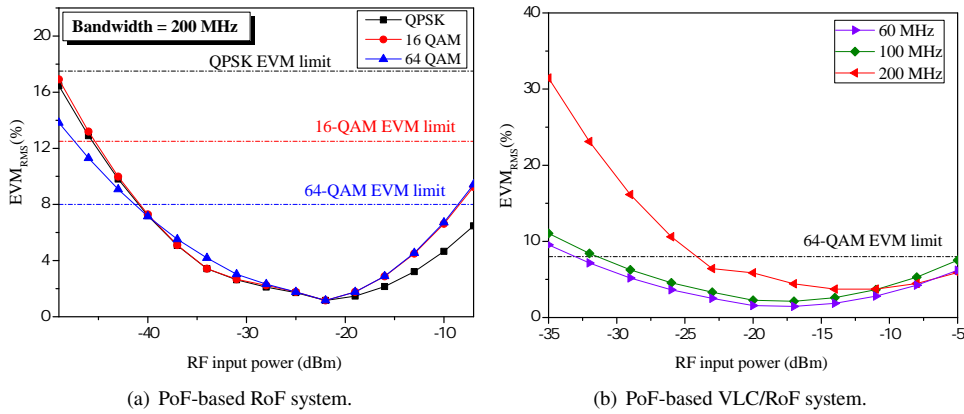 Bandwidth = 200 MHz
QPSK
16 QAM
64 QAM
QPSK EVM limit
16-QAM EVM limit
64-QAM EVM limit
22
20
16
12
8
4
0
EVM_RMS(%)
-40
-30
-20
-10
RF input power (dBm)
(a) PoF-based RoF system.
60 MHz
100 MHz
200 MHz
64-QAM EVM limit
40
30
20
10
0
EVM_RMS(%)
-35
-30
-25
-20
-15
-10
-5
RF input power (dBm)
(b) PoF-based VLC/RoF system.